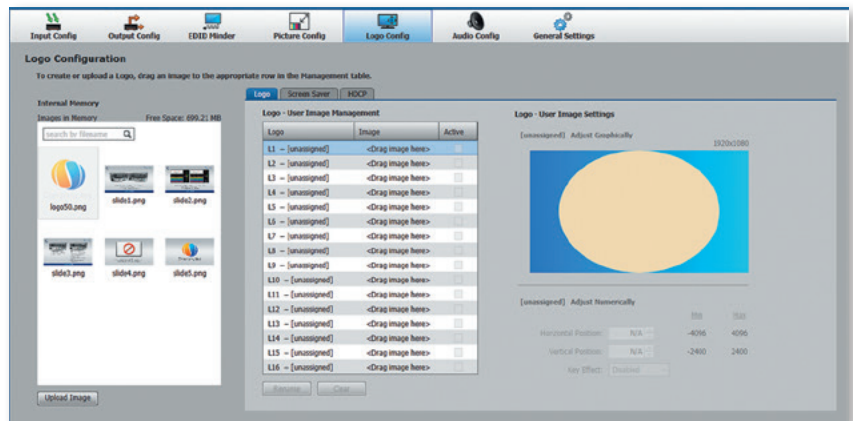 Input Config Output Config EDID Minder Picture Config Logo Config Audio Config General Settings
Logo Configuration
To create or upload a Logo, drag an image to the appropriate row in the Management table.
Internal Memory
Images in Memory Free Space: 699.21 MB
search by filename
logo50.png slide1.png slide2.png
slide3.png slide4.png slide5.png
Upload Image
Logo Screen Saver HDCP
Logo - User Image Management
Logo Image Active
L1 - [unassigned] <Drag image here>
L2 - [unassigned] <Drag image here>
L3 - [unassigned] <Drag image here>
L4 - [unassigned] <Drag image here>
L5 - [unassigned] <Drag image here>
L6 - [unassigned] <Drag image here>
L7 - [unassigned] <Drag image here>
L8 - [unassigned] <Drag image here>
L9 - [unassigned] <Drag image here>
L10 - [unassigned] <Drag image here>
L11 - [unassigned] <Drag image here>
L12 - [unassigned] <Drag image here>
L13 - [unassigned] <Drag image here>
L14 - [unassigned] <Drag image here>
L15 - [unassigned] <Drag image here>
L16 - [unassigned] <Drag image here>
Rename Clear
Logo - User Image Settings
[unassigned] Adjust Graphically
1920x1080
[unassigned] Adjust Numerically
Min Max
Horizontal Position: N/A -4096 4096
Vertical Position: N/A -2400 2400
Key Effect: Disabled